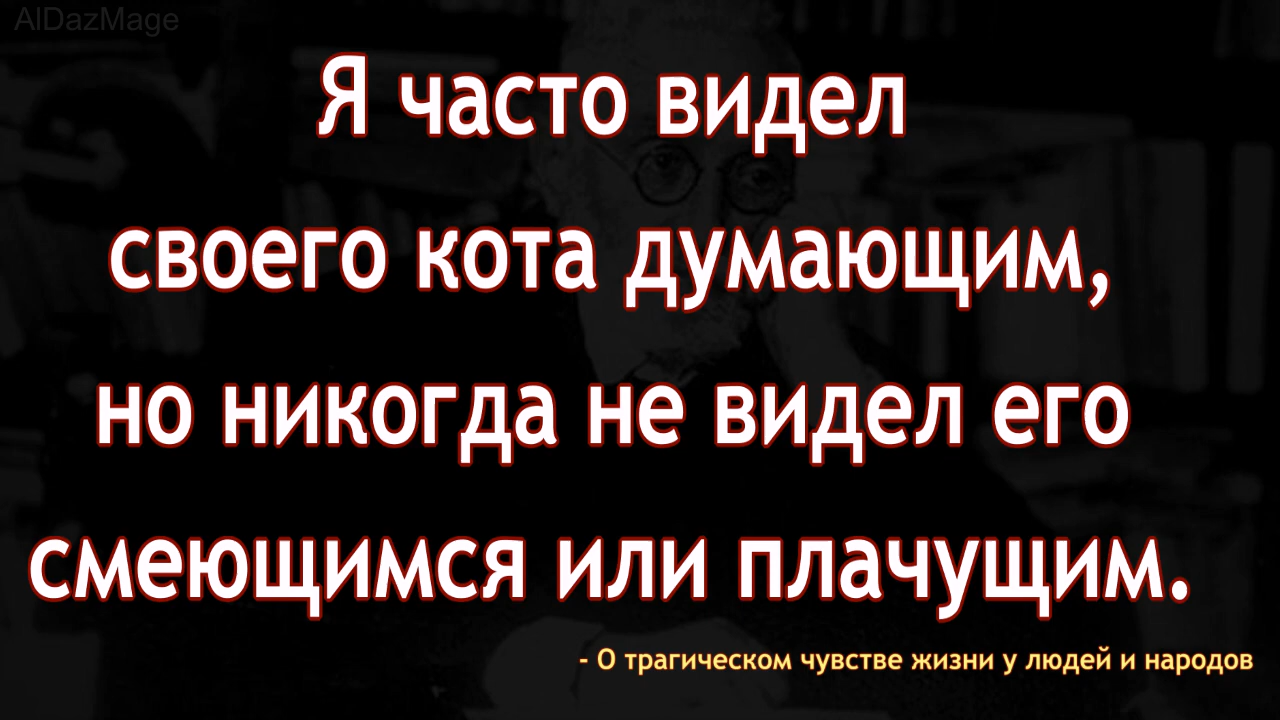 AlDazMage
Я часто видел
своего кота думающим,
но никогда не видел его
смеющимся или плачущим.
- О трагическом чувстве жизни у людей и народов